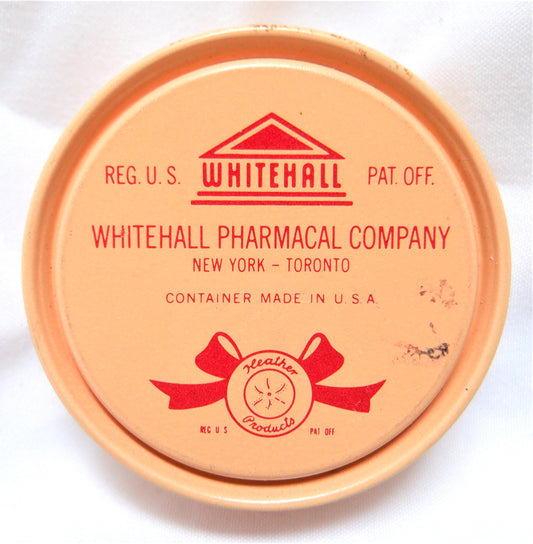 REG. U. S. WHITEHALL PAT. OFF.
WHITEHALL PHARMACAL COMPANY
NEW YORK – TORONTO
CONTAINER MADE IN U. S. A.
Heather
Products
REG U S PAT OFF